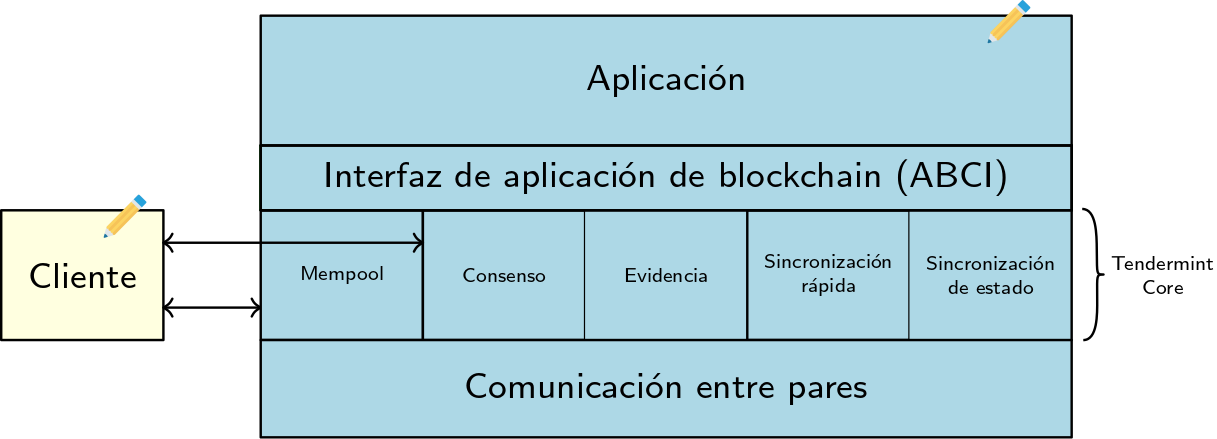 Aplicación
Interfaz de aplicación de blockchain (ABCI)
Cliente
Mempool
Consenso
Evidencia
Sincronización
rápida
Sincronización
de estado
Tendermint
Core
Comunicación entre pares